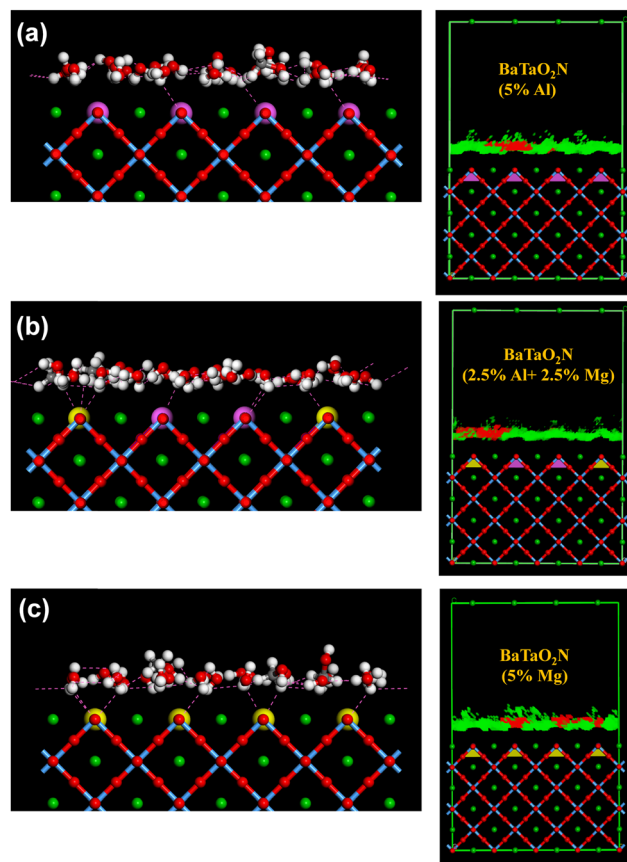 (a)
BaTaO₂N
(5% Al)
(b)
BaTaO₂N
(2.5% Al+ 2.5% Mg)
(c)
BaTaO₂N
(5% Mg)